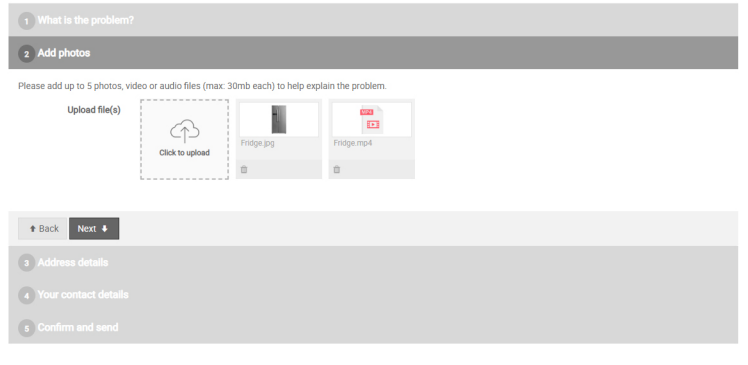 1 What is the problem?
2 Add photos
Please add up to 5 photos, video or audio files (max: 30mb each) to help explain the problem.
Upload file(s)
Click to upload
Fridge.jpg
MP4
Fridge.mp4
Back
Next
3 Address details
4 Your contact details
5 Confirm and send